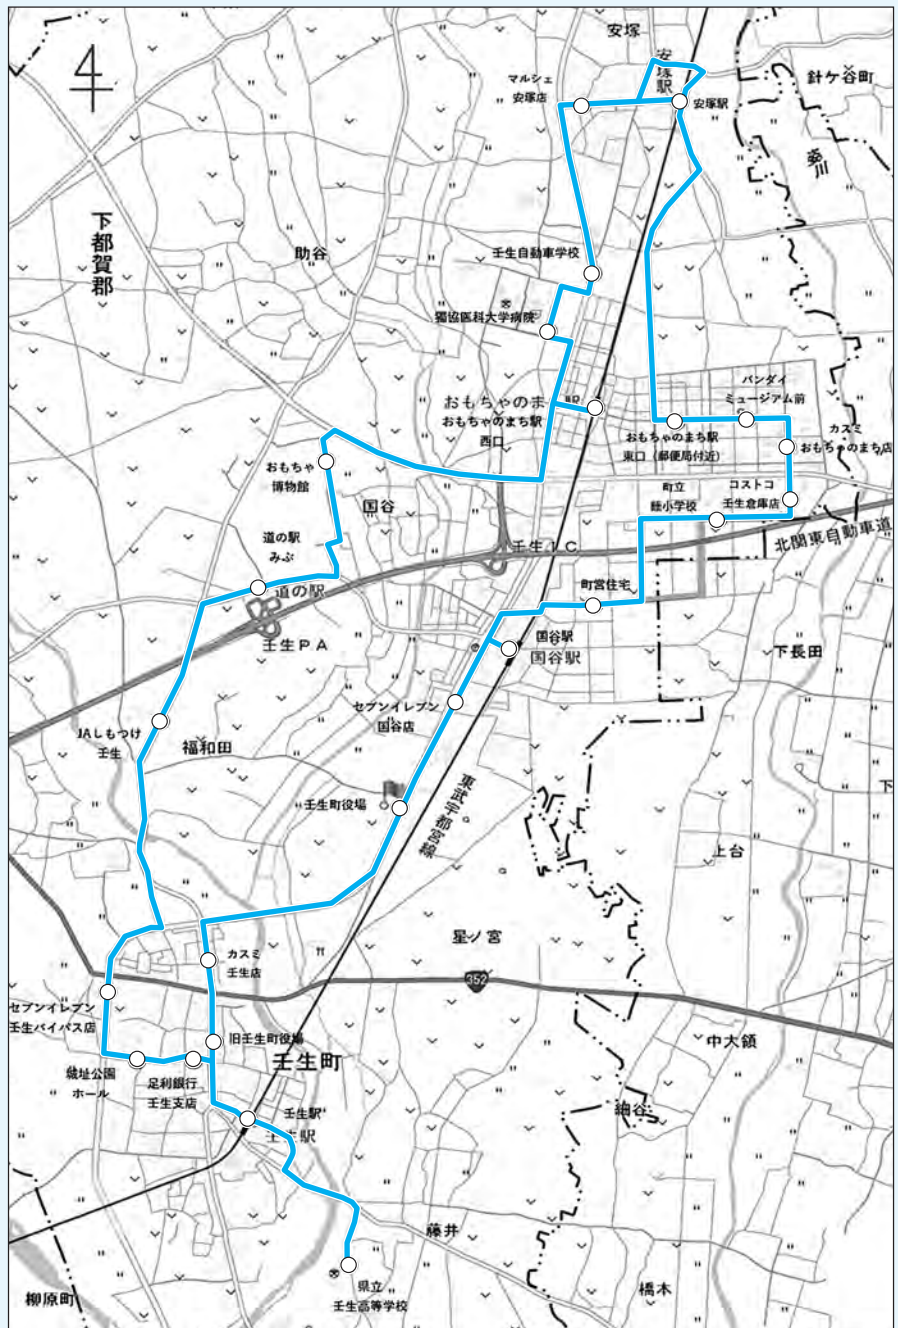 安塚
安塚駅
マルシェ
安塚店
安塚駅
針ケ谷町
姿川
下都賀郡
助谷
壬生自動車学校
獨協医科大学病院
おもちゃのま
おもちゃのまち駅
西口
バンダイ
ミュージアム前
おもちゃのまち駅
東口（郵便局付近）
カスミ
おもちゃのまち店
おもちゃ
博物館
国谷
町立
睦小学校
コストコ
壬生倉庫店
北関東自動車道
道の駅
みぶ
道の駅
壬生IC
町営住宅
壬生PA
国谷駅
国谷駅
下長田
セブンイレブン
国谷店
JAしもつけ
壬生
福和田
壬生町役場
東武宇都宮線
下
上台
星ノ宮
カスミ
壬生店
352
セブンイレブン
壬生バイパス店
旧壬生町役場
壬生町
中大領
城址公園
ホール
足利銀行
壬生支店
壬生駅
壬生駅
細谷
藤井
県立
壬生高等学校
柳原町
橋本